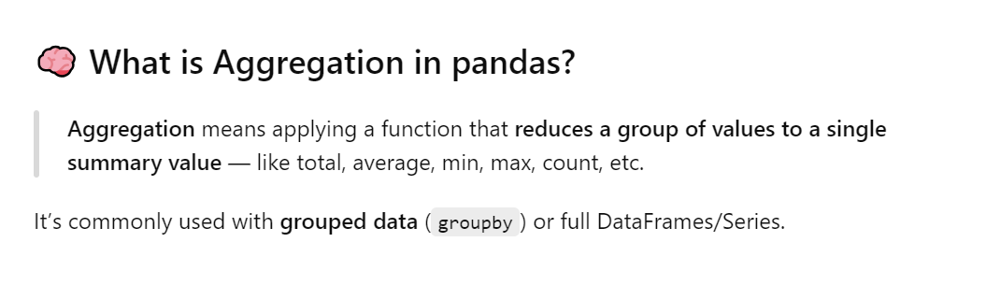 What is Aggregation in pandas?
Aggregation means applying a function that reduces a group of values to a single
summary value — like total, average, min, max, count, etc.
It’s commonly used with grouped data (groupby) or full DataFrames/Series.